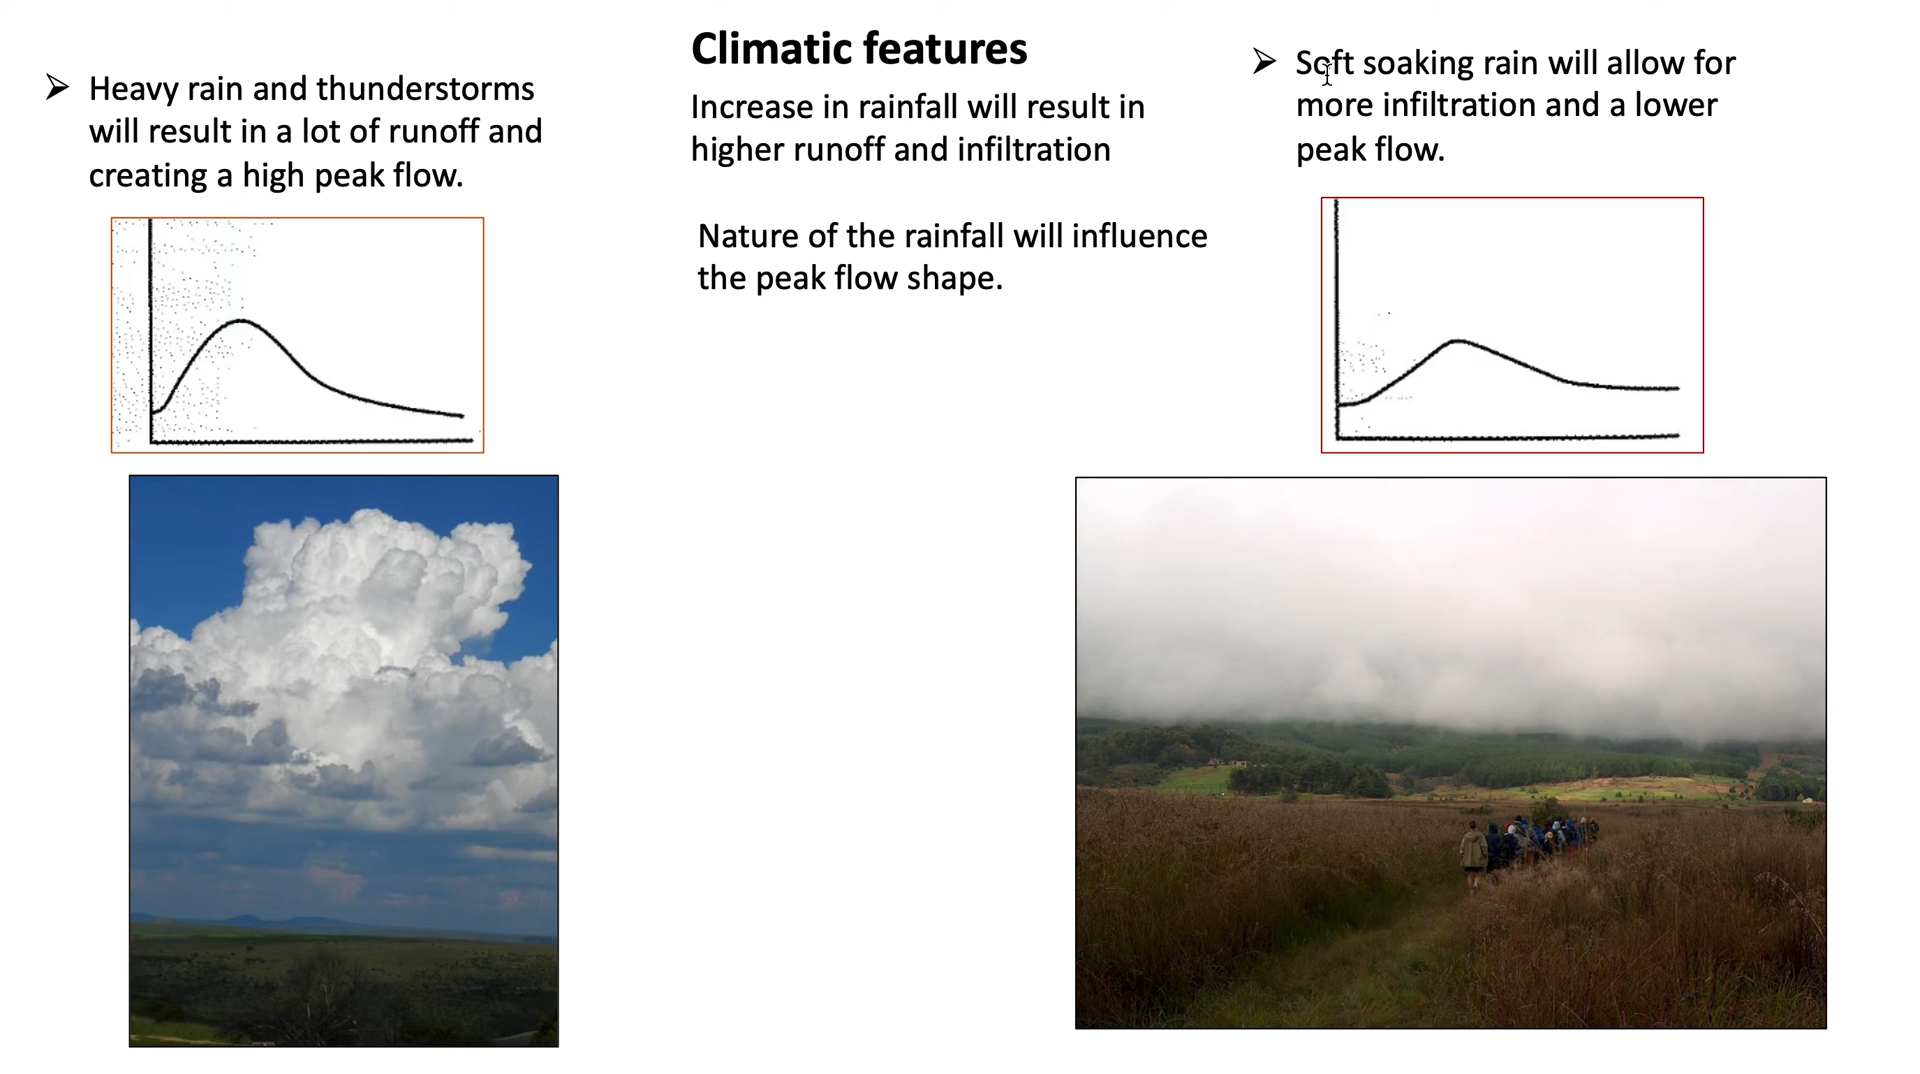 Climatic features
Heavy rain and thunderstorms
will result in a lot of runoff and
creating a high peak flow.
Increase in rainfall will result in
higher runoff and infiltration
Nature of the rainfall will influence
the peak flow shape.
Soft soaking rain will allow for
more infiltration and a lower
peak flow.